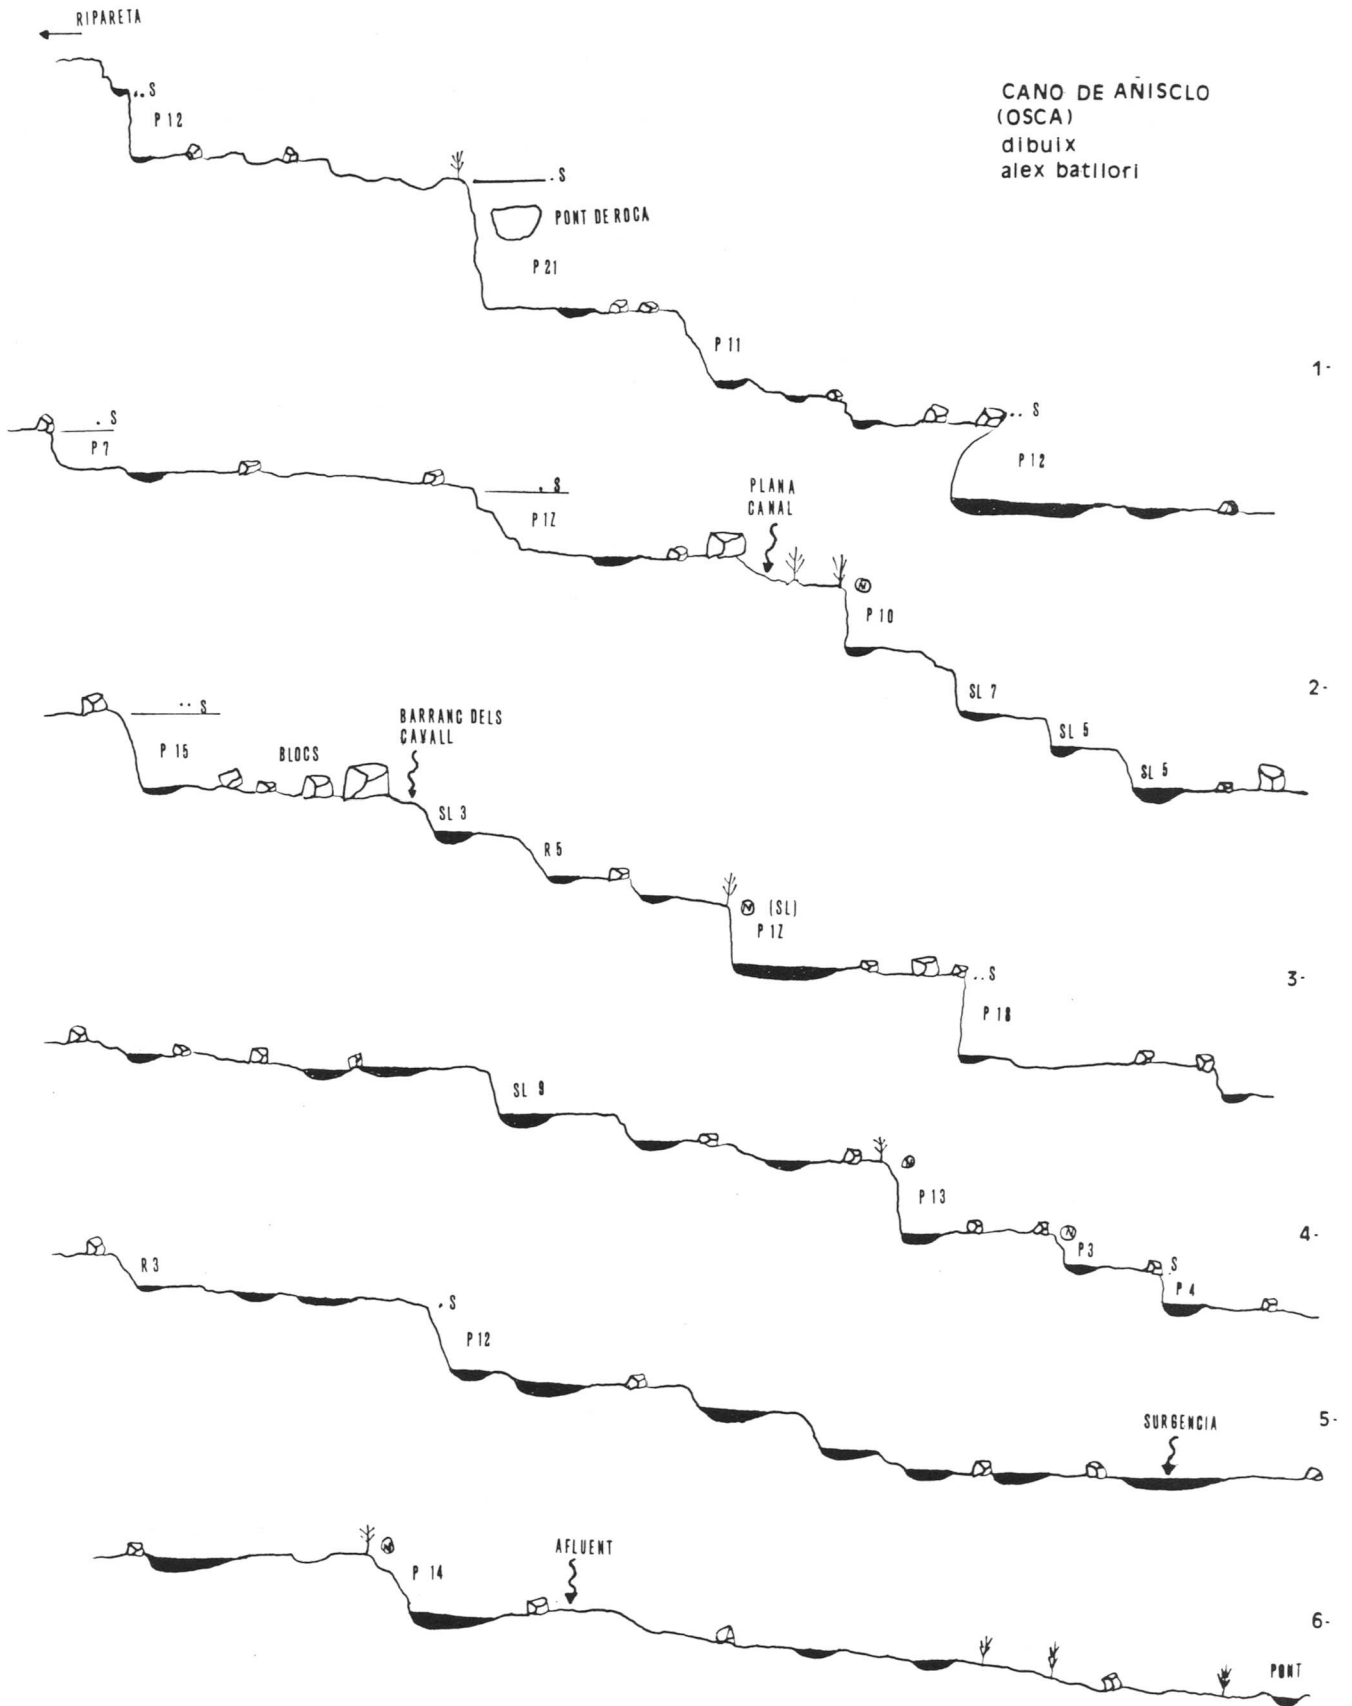 RIPARETA
CANO DE AÑISCLO
(OSCA)
dibuix
alex batllori
..S
P 12
.S
PONT DE ROCA
P 21
P 11
1-
..S
P 12
.S
P 7
.S
P 12
PLANA
CANAL
N
P 10
SL 7
2-
SL 5
SL 5
..S
P 15
BLOCS
BARRANC DELS
CAVALL
SL 3
R 5
N (SL)
P 12
3-
..S
P 18
SL 9
N
P 13
4-
N
P 3
S
P 4
R 3
.S
P 12
5-
SURGENCIA
N
P 14
AFLUENT
6-
PONT